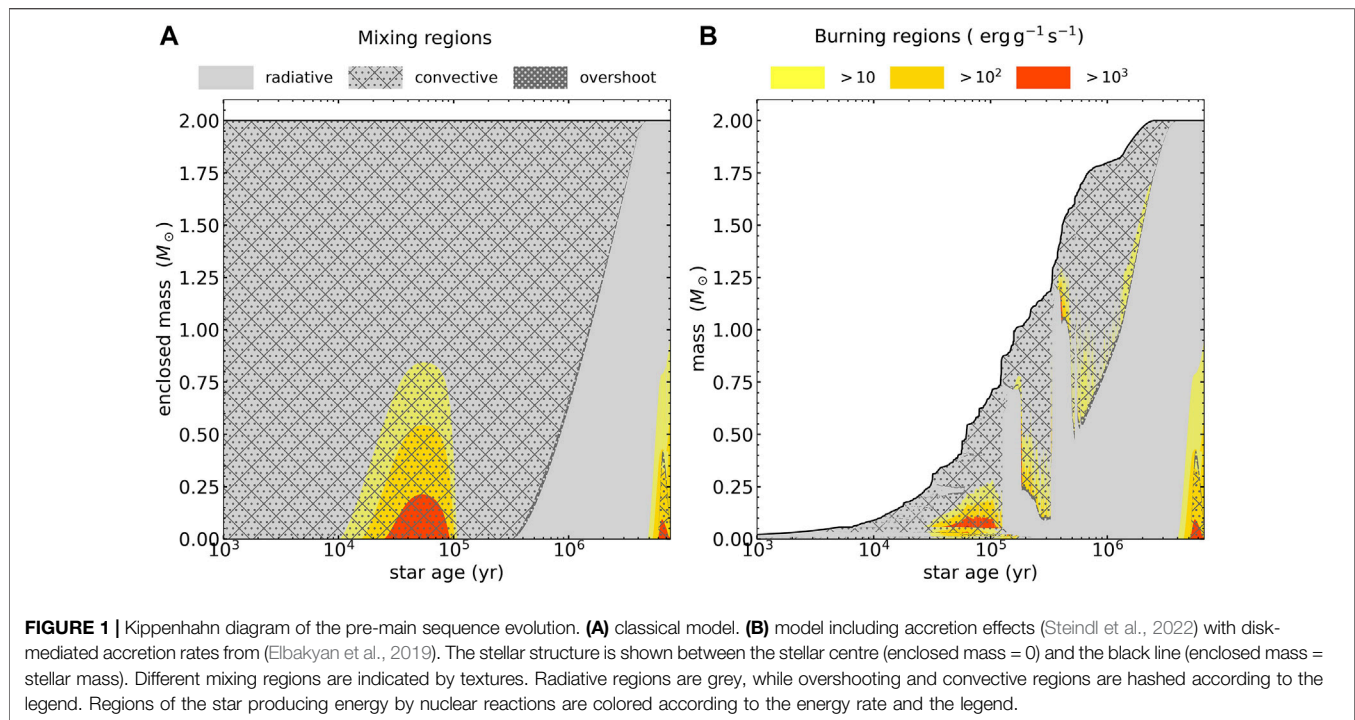 A
Mixing regions
radiative
convective
overshoot
B
Burning regions ( erg g⁻¹ s⁻¹)
> 10
> 10²
> 10³
enclosed mass (M⊙)
2.00
1.75
1.50
1.25
1.00
0.75
0.50
0.25
0.00
10³
10⁴
10⁵
10⁶
star age (yr)
mass (M⊙)
2.00
1.75
1.50
1.25
1.00
0.75
0.50
0.25
0.00
10³
10⁴
10⁵
10⁶
star age (yr)
FIGURE 1 | Kippenhahn diagram of the pre-main sequence evolution. (A) classical model. (B) model including accretion effects (Steindl et al., 2022) with disk-
mediated accretion rates from (Elbakyan et al., 2019). The stellar structure is shown between the stellar centre (enclosed mass = 0) and the black line (enclosed mass =
stellar mass). Different mixing regions are indicated by textures. Radiative regions are grey, while overshooting and convective regions are hashed according to the
legend. Regions of the star producing energy by nuclear reactions are colored according to the energy rate and the legend.